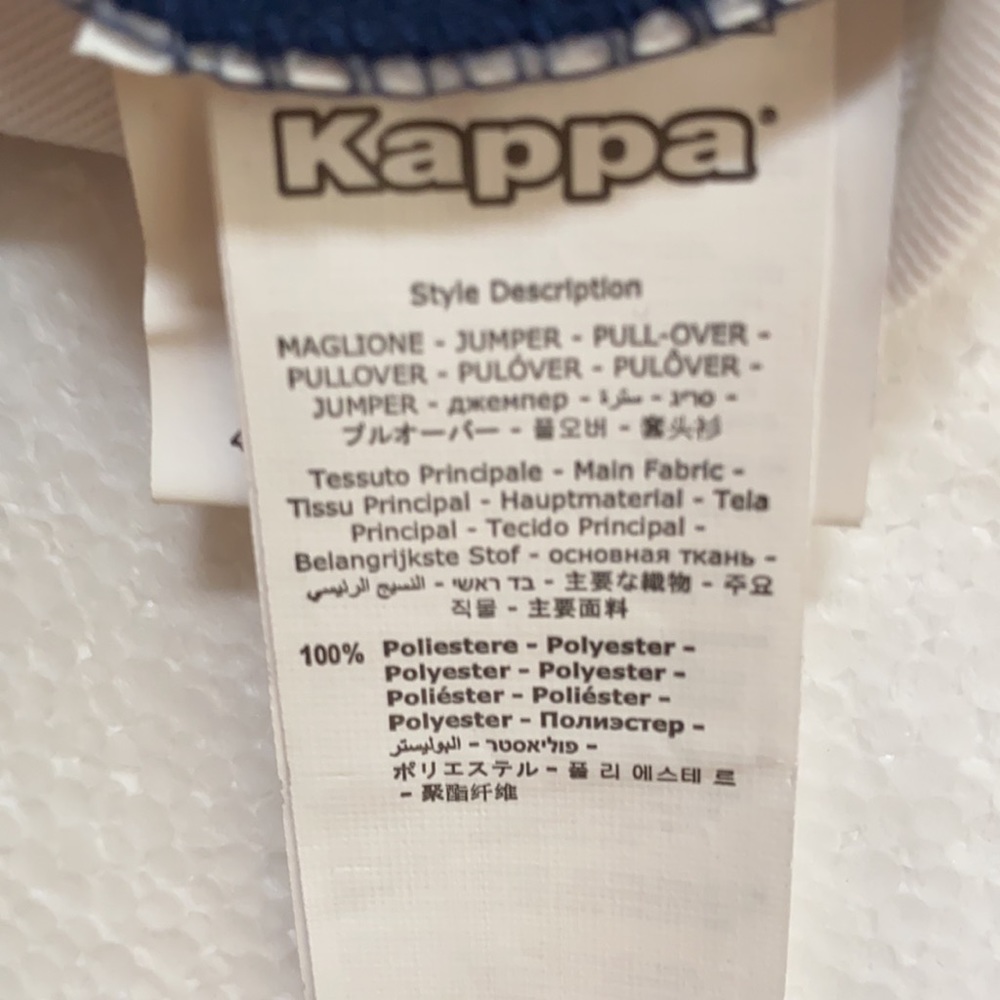 Kappa®
Style Description
MAGLIONE - JUMPER - PULL-OVER -
PULLOVER - PULÓVER - PULÔVER -
JUMPER - джемпер - سترة - סריג -
プルオーバー - 풀오버 - 套头衫
Tessuto Principale - Main Fabric -
Tissu Principal - Hauptmaterial - Tela
Principal - Tecido Principal -
Belangrijkste Stof - основная ткань -
النسيج الرئيسي - בד ראשי - 主要な織物 - 주요
직물 - 主要面料
100% Poliestere - Polyester -
Polyester - Polyester -
Poliéster - Poliéster -
Polyester - Полиэстер -
البوليستر - פוליאסטר -
ポリエステル - 폴 리 에스테 르
- 聚酯纤维